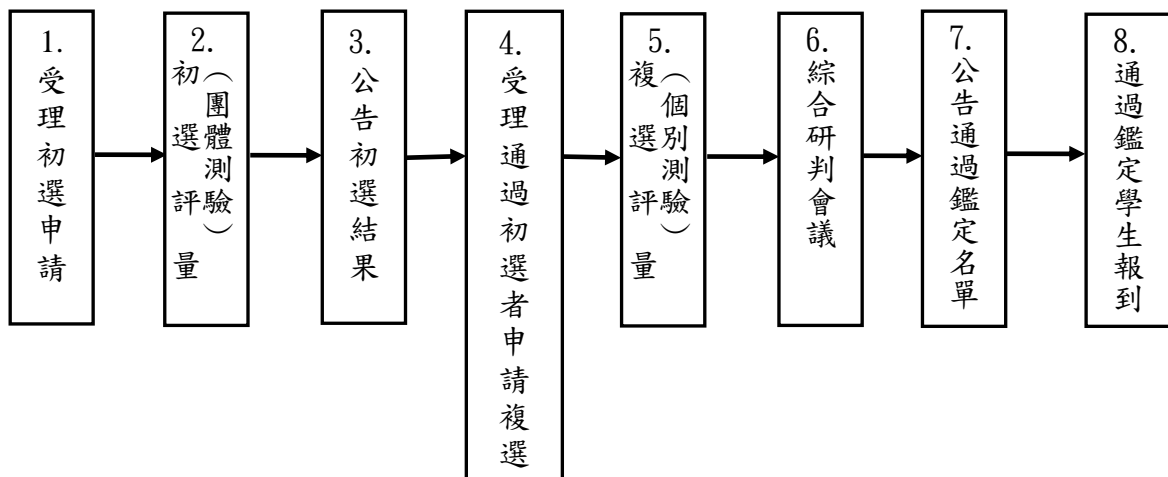 1.
受理初選申請
2.
初選評量
（團體測驗）
3.
公告初選結果
4.
受理通過初選者申請複選
5.
複選評量
（個別測驗）
6.
綜合研判會議
7.
公告通過鑑定名單
8.
通過鑑定學生報到